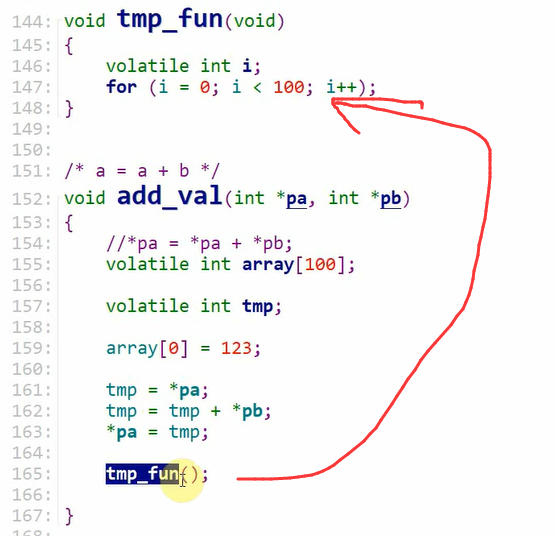 144: void tmp_fun(void)
145: {
146: volatile int i;
147: for (i = 0; i < 100; i++);
148: }
149:
150:
151: /* a = a + b */
152: void add_val(int *pa, int *pb)
153: {
154: //*pa = *pa + *pb;
155: volatile int array[100];
156:
157: volatile int tmp;
158:
159: array[0] = 123;
160:
161: tmp = *pa;
162: tmp = tmp + *pb;
163: *pa = tmp;
164:
165: tmp_fun();
166:
167: }
168: